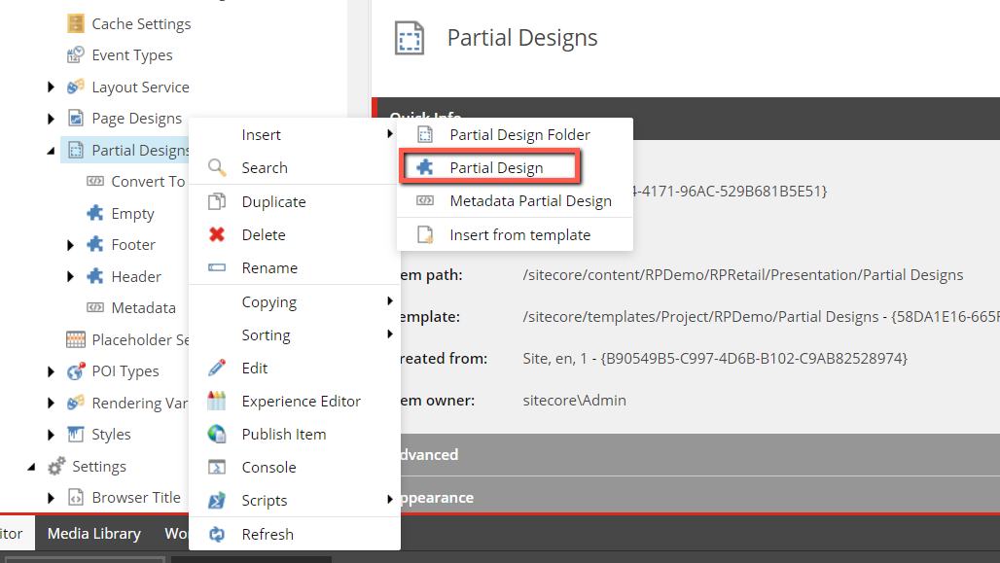 Cache Settings
Event Types
Layout Service
Page Designs
Partial Designs
Convert To
Empty
Footer
Header
Metadata
Placeholder Se
POI Types
Rendering Var
Styles
Settings
Browser Title
Insert
Search
Duplicate
Delete
Rename
Copying
Sorting
Edit
Experience Editor
Publish Item
Console
Scripts
Refresh
Partial Design Folder
Partial Design
Metadata Partial Design
Insert from template
Partial Designs
Quick Info
4-4171-96AC-529B681B5E51}
em path: /sitecore/content/RPDemo/RPRetail/Presentation/Partial Designs
emplate: /sitecore/templates/Project/RPDemo/Partial Designs - {58DA1E16-665F
reated from: Site, en, 1 - {B90549B5-C997-4D6B-B102-C9AB82528974}
em owner: sitecore\Admin
dvanced
ppearance
itor Media Library Wo